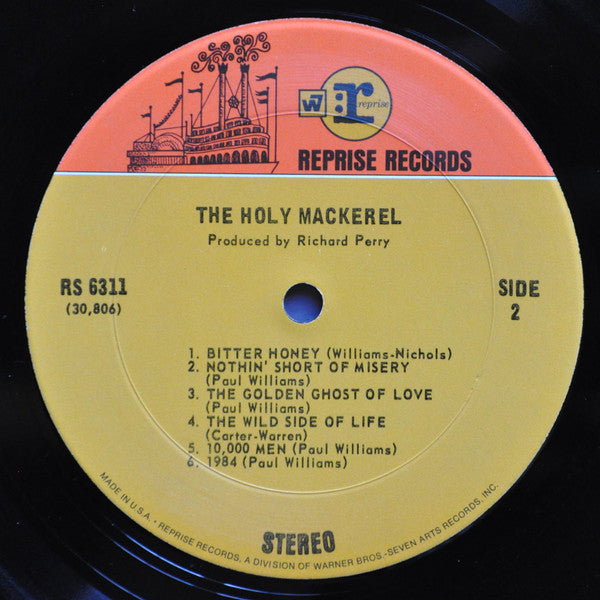 W7
:r
reprise
REPRISE RECORDS
THE HOLY MACKEREL
Produced by Richard Perry
RS 6311
(30,806)
SIDE
2
1. BITTER HONEY (Williams-Nichols)
2. NOTHIN' SHORT OF MISERY
(Paul Williams)
3. THE GOLDEN GHOST OF LOVE
(Paul Williams)
4. THE WILD SIDE OF LIFE
(Carter-Warren)
5. 10,000 MEN (Paul Williams)
6. 1984 (Paul Williams)
STEREO
MADE IN U.S.A. • REPRISE RECORDS, A DIVISION OF WARNER BROS.-SEVEN ARTS RECORDS, INC.